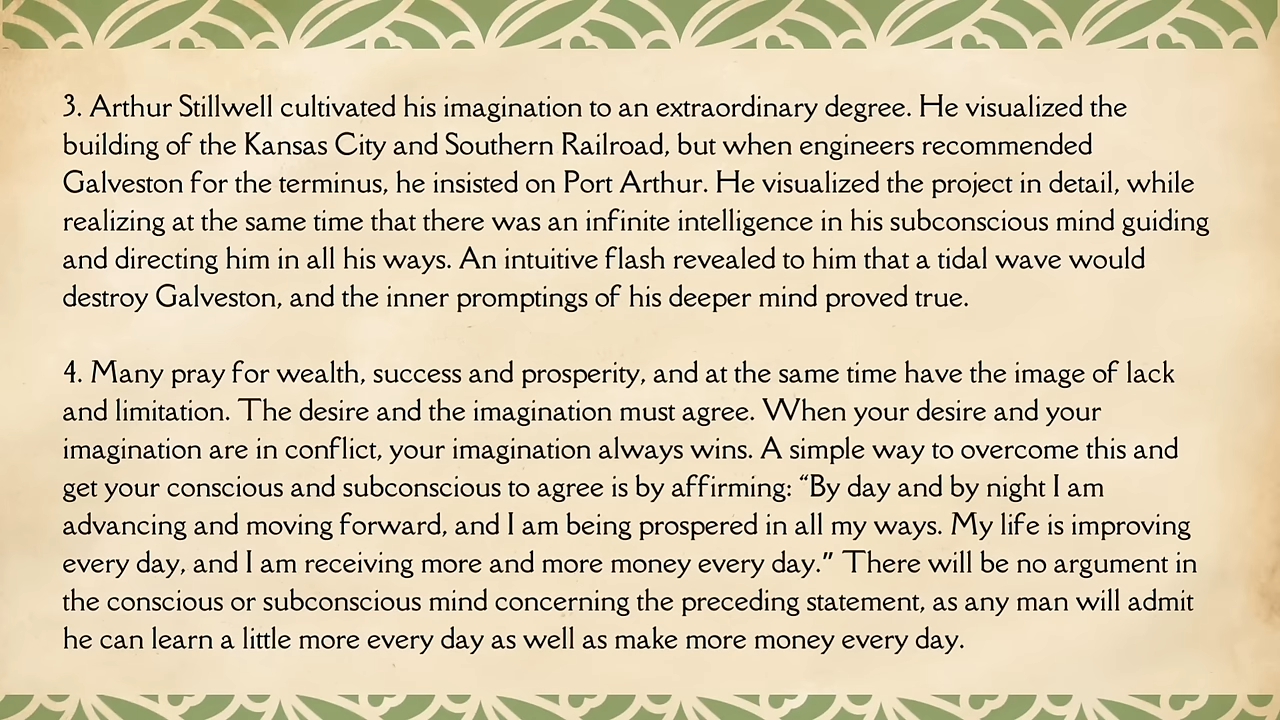 3. Arthur Stillwell cultivated his imagination to an extraordinary degree. He visualized the
building of the Kansas City and Southern Railroad, but when engineers recommended
Galveston for the terminus, he insisted on Port Arthur. He visualized the project in detail, while
realizing at the same time that there was an infinite intelligence in his subconscious mind guiding
and directing him in all his ways. An intuitive flash revealed to him that a tidal wave would
destroy Galveston, and the inner promptings of his deeper mind proved true.
4. Many pray for wealth, success and prosperity, and at the same time have the image of lack
and limitation. The desire and the imagination must agree. When your desire and your
imagination are in conflict, your imagination always wins. A simple way to overcome this and
get your conscious and subconscious to agree is by affirming: “By day and by night I am
advancing and moving forward, and I am being prospered in all my ways. My life is improving
every day, and I am receiving more and more money every day." There will be no argument in
the conscious or subconscious mind concerning the preceding statement, as any man will admit
he can learn a little more every day as well as make more money every day.